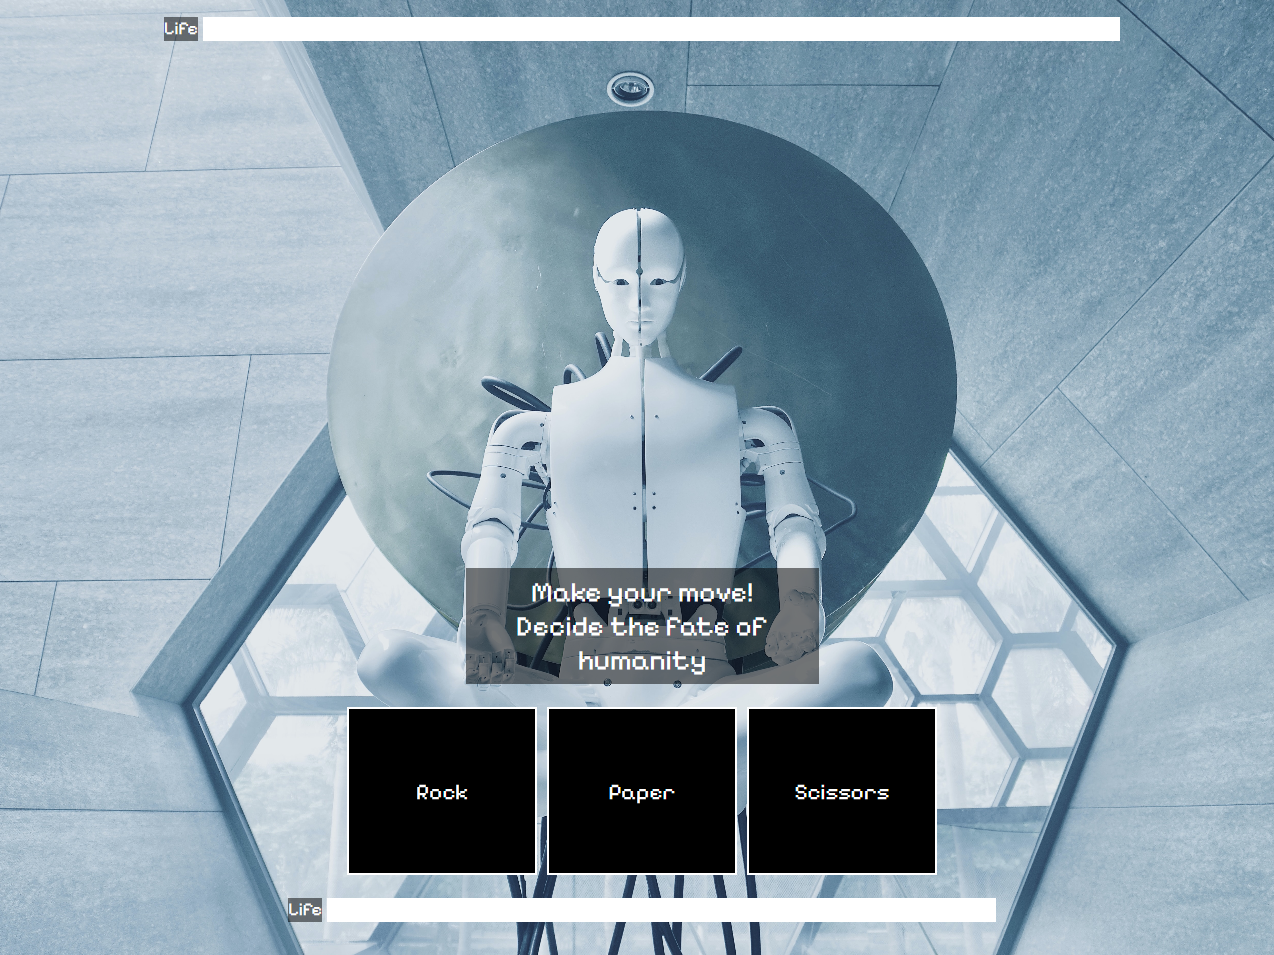 Life
Make your move!
Decide the fate of
humanity
Rock
Paper
Scissors
Life